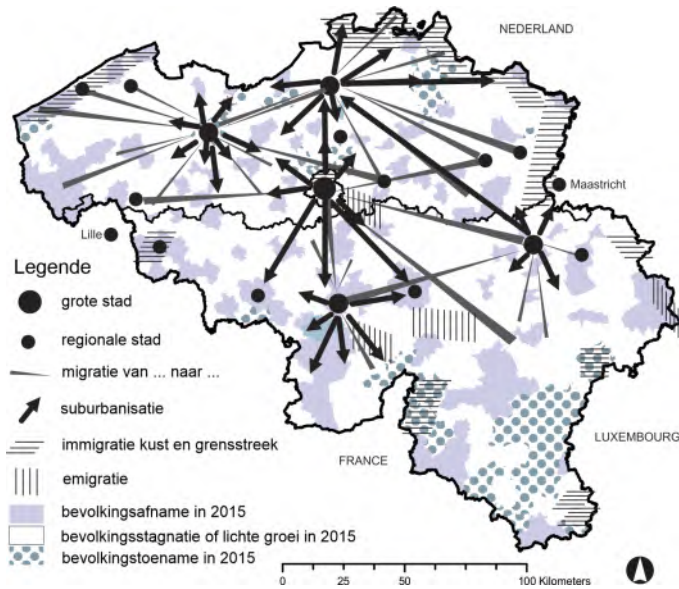 NEDERLAND
Maastricht
Lille
Legende
grote stad
regionale stad
migratie van ... naar ...
suburbanisatie
immigratie kust en grensstreek
emigratie
bevolkingsafname in 2015
bevolkingsstagnatie of lichte groei in 2015
bevolkingstoename in 2015
LUXEMBOURG
FRANCE
0 25 50 100 Kilometers